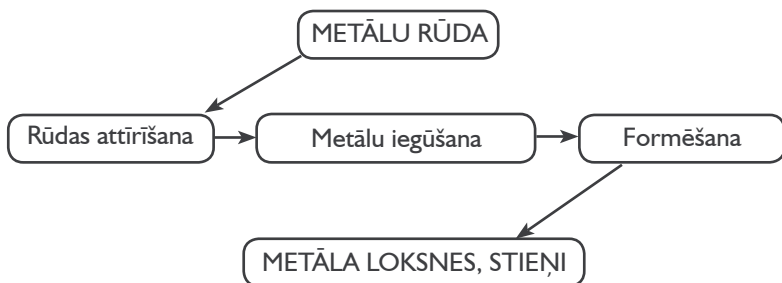 METĀLU RŪDA
Rūdas attīrīšana
Metālu iegūšana
Formēšana
METĀLA LOKSNES, STIEŅI